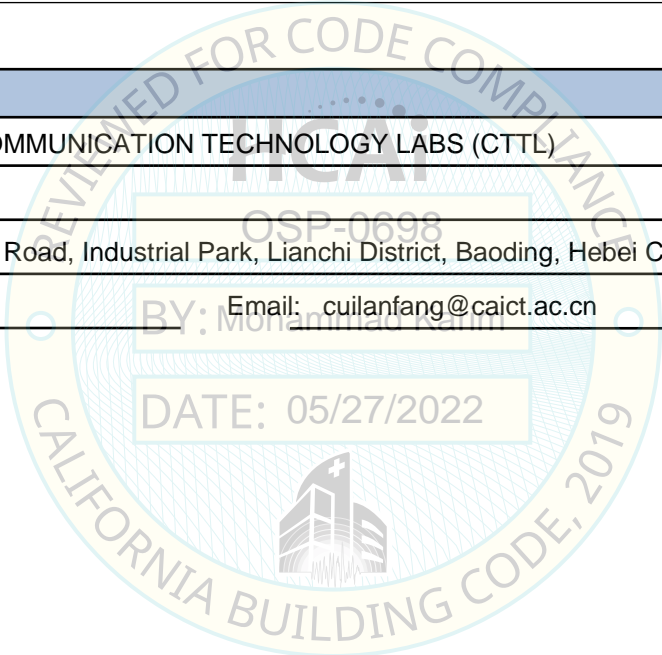 REVIEWED FOR CODE COMPLIANCE
HCAi
OMMUNICATION TECHNOLOGY LABS (CTTL)
OSP-0698
Road, Industrial Park, Lianchi District, Baoding, Hebei C
BY: Mohammad Karim
Email: cuilanfang@caict.ac.cn
DATE: 05/27/2022
CALIFORNIA BUILDING CODE, 2019